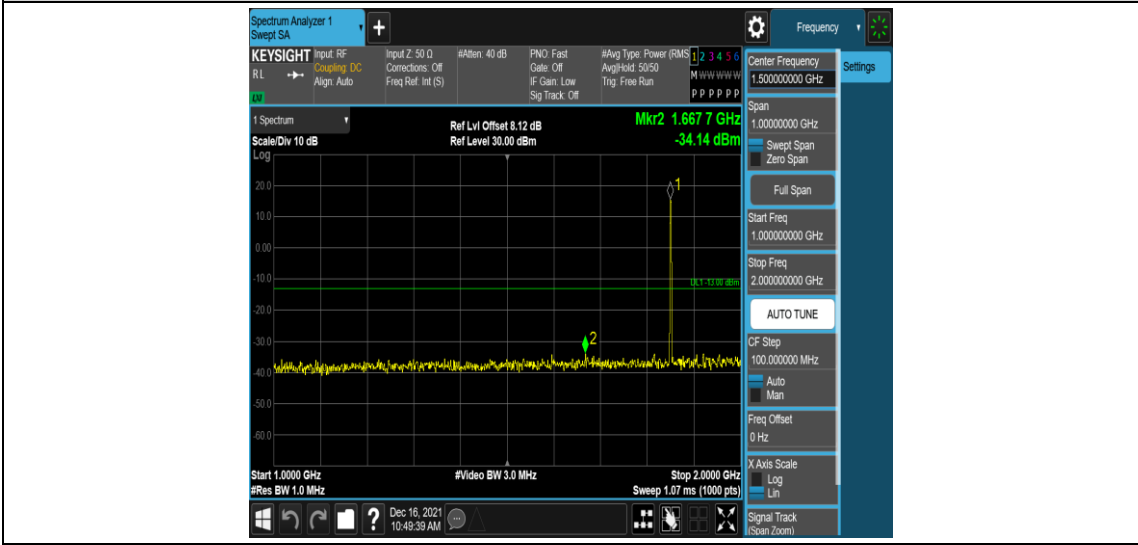 Spectrum Analyzer 1
Swept SA
+
Frequency
KEYSIGHT
RL
LM
Input: RF
Coupling: DC
Align: Auto
Input Z: 50 Ω
Corrections: Off
Freq Ref: Int (S)
#Atten: 40 dB
PNO: Fast
Gate: Off
IF Gain: Low
Sig Track: Off
#Avg Type: Power (RMS
Avg|Hold: 50/50
Trig: Free Run
1 2 3 4 5 6
M W W W W W
P P P P P P
1 Spectrum
Scale/Div 10 dB
Log
Ref Lvl Offset 8.12 dB
Ref Level 30.00 dBm
Mkr2 1.667 7 GHz
-34.14 dBm
20.0
10.0
0.00
-10.0
-20.0
-30.0
-40.0
-50.0
-60.0
1
DL1 -13.00 dBm
2
Start 1.0000 GHz
#Res BW 1.0 MHz
#Video BW 3.0 MHz
Stop 2.0000 GHz
Sweep 1.07 ms (1000 pts)
Center Frequency
1.500000000 GHz
Settings
Span
1.00000000 GHz
Swept Span
Zero Span
Full Span
Start Freq
1.000000000 GHz
Stop Freq
2.000000000 GHz
AUTO TUNE
CF Step
100.000000 MHz
Auto
Man
Freq Offset
0 Hz
X Axis Scale
Log
Lin
Signal Track
(Span Zoom)
?
Dec 16, 2021
10:49:39 AM